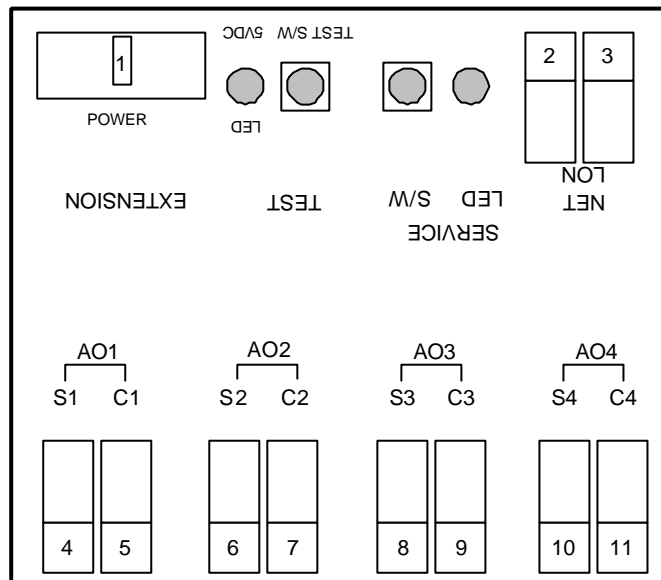 5VDC TEST S/W
1 2 3
POWER
LED
LON
EXTENSION TEST S/W LED NET
SERVICE
AO1 AO2 AO3 AO4
S1 C1 S2 C2 S3 C3 S4 C4
4 5 6 7 8 9 10 11